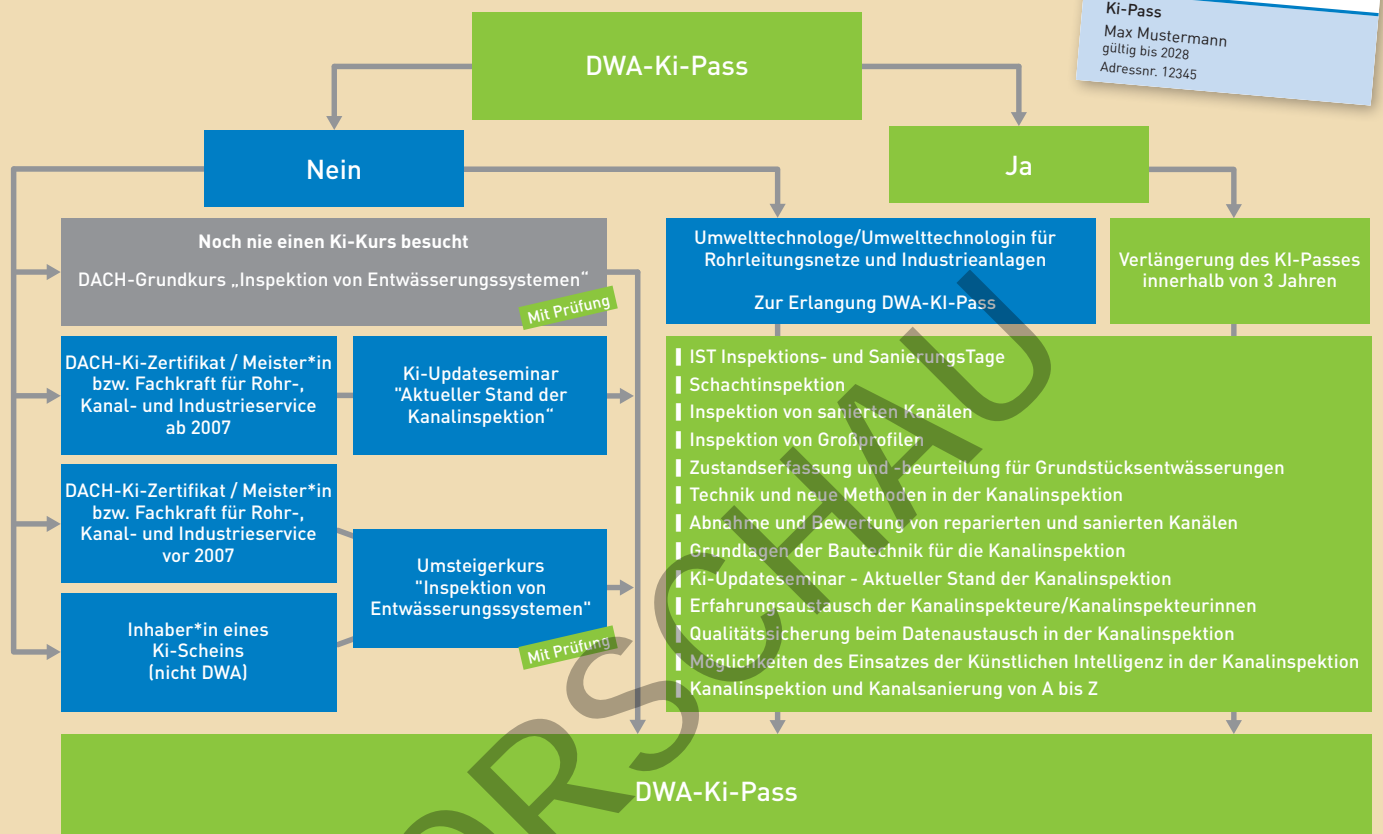 Ki-Pass
Max Mustermann
gültig bis 2028
Adressnr. 12345
DWA-Ki-Pass
Nein
Ja
Noch nie einen Ki-Kurs besucht
DACH-Grundkurs „Inspektion von Entwässerungssystemen“
Mit Prüfung
DACH-Ki-Zertifikat / Meister*in
bzw. Fachkraft für Rohr-,
Kanal- und Industrieservice
ab 2007
Ki-Updateseminar
"Aktueller Stand der
Kanalinspektion“
DACH-Ki-Zertifikat / Meister*in
bzw. Fachkraft für Rohr-,
Kanal- und Industrieservice
vor 2007
Inhaber*in eines
Ki-Scheins
(nicht DWA)
Umsteigerkurs
"Inspektion von
Entwässerungssystemen"
Mit Prüfung
Umwelttechnologe/Umwelttechnologin für
Rohrleitungsnetze und Industrieanlagen
Zur Erlangung DWA-KI-Pass
Verlängerung des KI-Passes
innerhalb von 3 Jahren
IST Inspektions- und SanierungsTage
Schachtinspektion
Inspektion von sanierten Kanälen
Inspektion von Großprofilen
Zustandserfassung und -beurteilung für Grundstücksentwässerungen
Technik und neue Methoden in der Kanalinspektion
Abnahme und Bewertung von reparierten und sanierten Kanälen
Grundlagen der Bautechnik für die Kanalinspektion
Ki-Updateseminar - Aktueller Stand der Kanalinspektion
Erfahrungsaustausch der Kanalinspekteure/Kanalinspekteurinnen
Qualitätssicherung beim Datenaustausch in der Kanalinspektion
Möglichkeiten des Einsatzes der Künstlichen Intelligenz in der Kanalinspektion
Kanalinspektion und Kanalsanierung von A bis Z
DWA-Ki-Pass
VORSCHAU